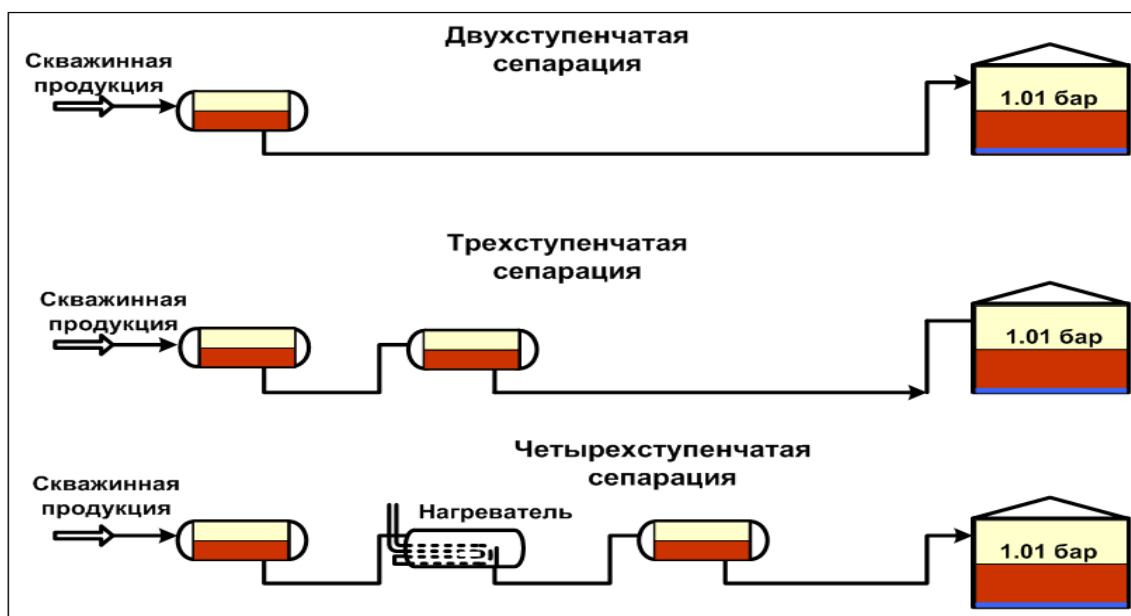 Двухступенчатая
сепарация
Скважинная
продукция
1.01 бар
Трехступенчатая
сепарация
Скважинная
продукция
1.01 бар
Четырехступенчатая
сепарация
Скважинная
продукция
Нагреватель
1.01 бар